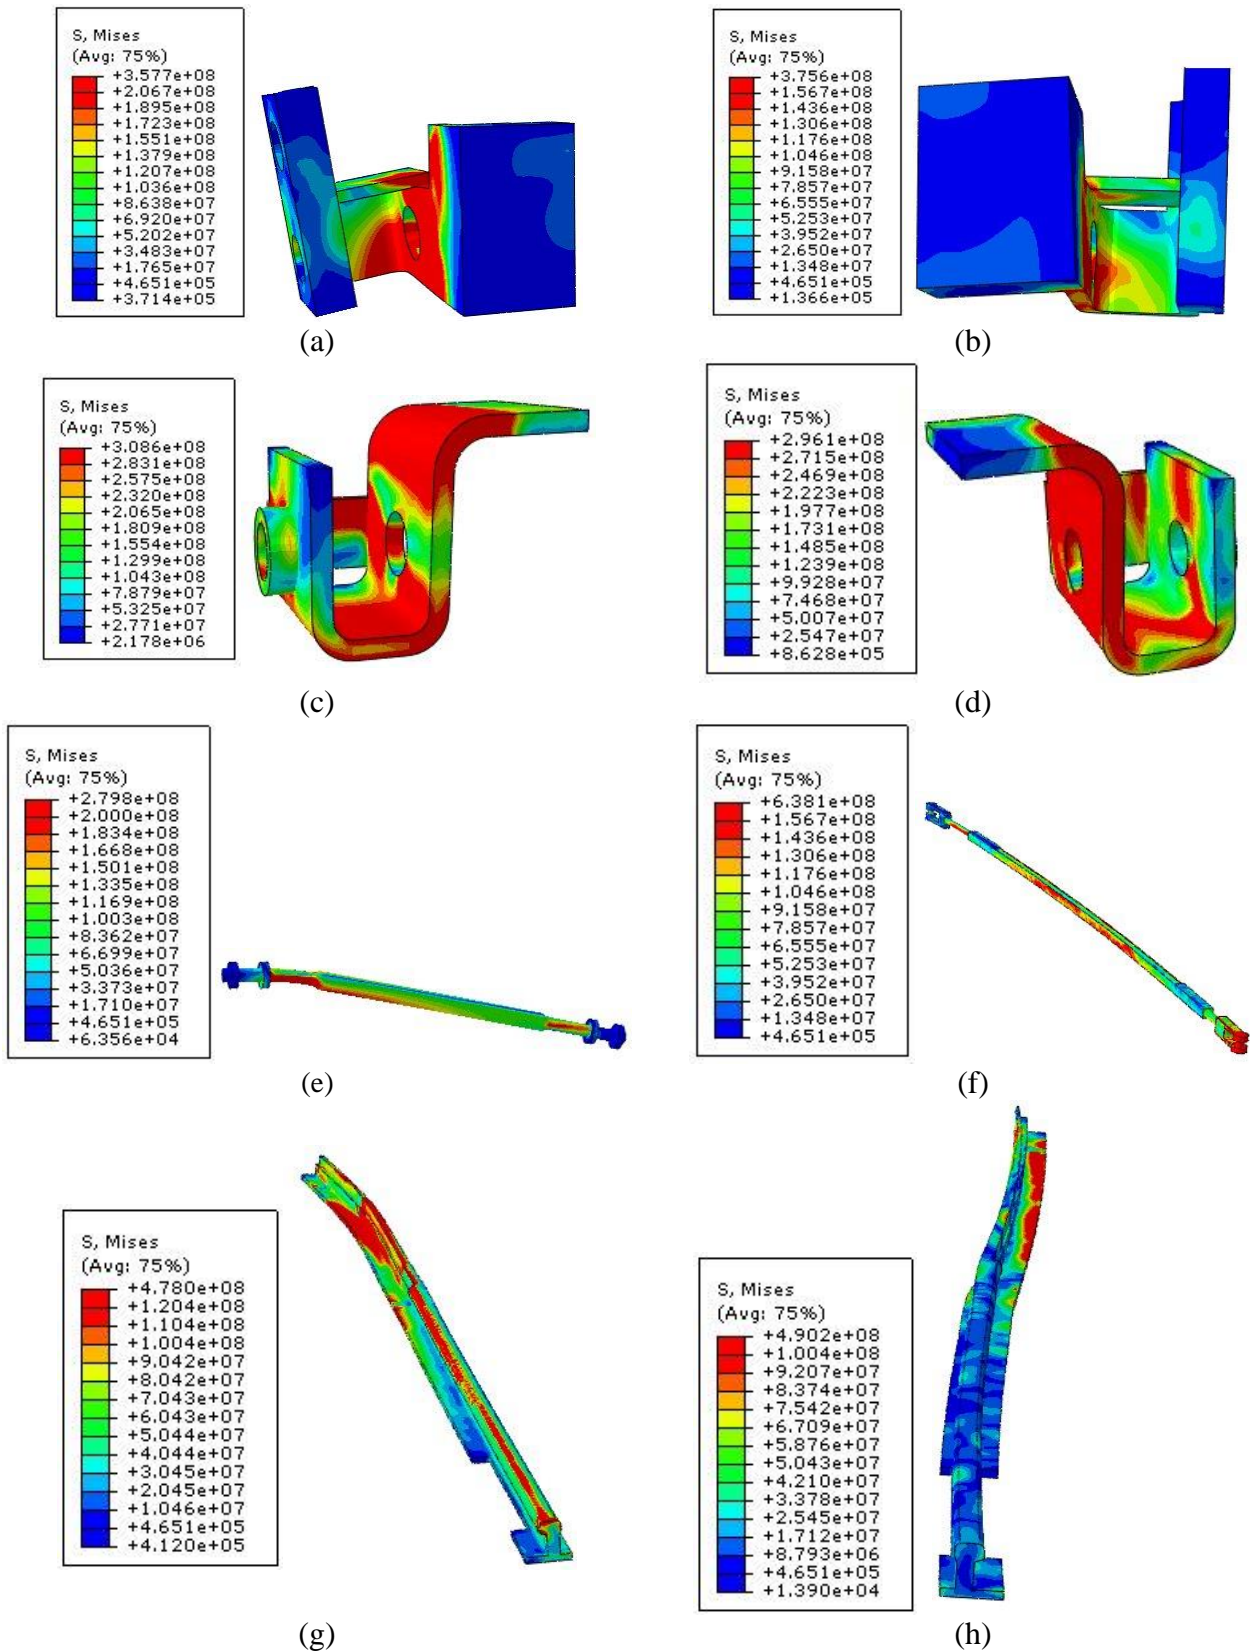 S, Mises
(Avg: 75%)
+3.577e+08
+2.067e+08
+1.895e+08
+1.723e+08
+1.551e+08
+1.379e+08
+1.207e+08
+1.036e+08
+8.638e+07
+6.920e+07
+5.202e+07
+3.483e+07
+1.765e+07
+4.651e+05
+3.714e+05
(a)
S, Mises
(Avg: 75%)
+3.756e+08
+1.567e+08
+1.436e+08
+1.306e+08
+1.176e+08
+1.046e+08
+9.158e+07
+7.857e+07
+6.555e+07
+5.253e+07
+3.952e+07
+2.650e+07
+1.348e+07
+4.651e+05
+1.366e+05
(b)
S, Mises
(Avg: 75%)
+3.086e+08
+2.831e+08
+2.575e+08
+2.320e+08
+2.065e+08
+1.809e+08
+1.554e+08
+1.299e+08
+1.043e+08
+7.879e+07
+5.325e+07
+2.771e+07
+2.178e+06
(c)
S, Mises
(Avg: 75%)
+2.961e+08
+2.715e+08
+2.469e+08
+2.223e+08
+1.977e+08
+1.731e+08
+1.485e+08
+1.239e+08
+9.928e+07
+7.468e+07
+5.007e+07
+2.547e+07
+8.628e+05
(d)
S, Mises
(Avg: 75%)
+2.798e+08
+2.000e+08
+1.834e+08
+1.668e+08
+1.501e+08
+1.335e+08
+1.169e+08
+1.003e+08
+8.362e+07
+6.699e+07
+5.036e+07
+3.373e+07
+1.710e+07
+4.651e+05
+6.356e+04
(e)
S, Mises
(Avg: 75%)
+6.381e+08
+1.567e+08
+1.436e+08
+1.306e+08
+1.176e+08
+1.046e+08
+9.158e+07
+7.857e+07
+6.555e+07
+5.253e+07
+3.952e+07
+2.650e+07
+1.348e+07
+4.651e+05
(f)
S, Mises
(Avg: 75%)
+4.780e+08
+1.204e+08
+1.104e+08
+1.004e+08
+9.042e+07
+8.042e+07
+7.043e+07
+6.043e+07
+5.044e+07
+4.044e+07
+3.045e+07
+2.045e+07
+1.046e+07
+4.651e+05
+4.120e+05
(g)
S, Mises
(Avg: 75%)
+4.902e+08
+1.004e+08
+9.207e+07
+8.374e+07
+7.542e+07
+6.709e+07
+5.876e+07
+5.043e+07
+4.210e+07
+3.378e+07
+2.545e+07
+1.712e+07
+8.793e+06
+4.651e+05
+1.390e+04
(h)